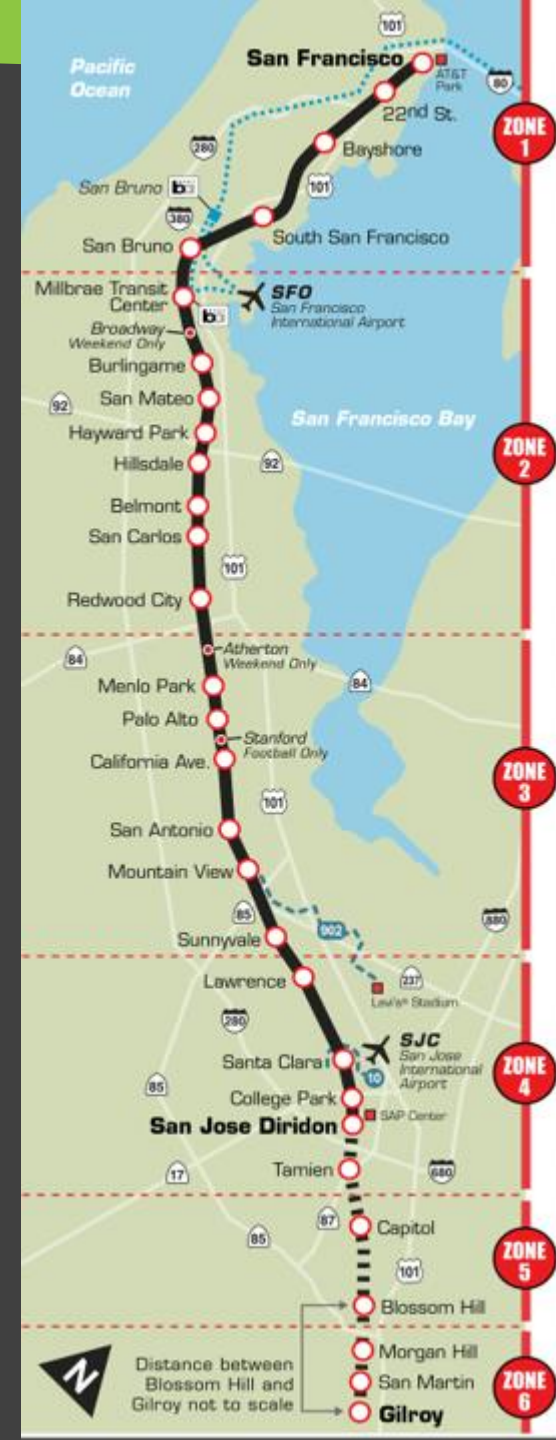 101
San Francisco
Pacific
Ocean
AT&T
Park
80
22nd St.
ZONE
1
280
Bayshore
San Bruno
ba
101
380
South San Francisco
San Bruno
Millbrae Transit
Center
SFO
San Francisco
International Airport
ba
Broadway
Weekend Only
Burlingame
92
San Mateo
San Francisco Bay
Hayward Park
ZONE
2
Hillsdale
92
Belmont
San Carlos
101
Redwood City
Atherton
Weekend Only
84
Menlo Park
84
Palo Alto
Stanford
Football Only
California Ave.
ZONE
3
101
San Antonio
Mountain View
85
902
880
Sunnyvale
Lawrence
237
Levi's® Stadium
280
SJC
San Jose
International
Airport
Santa Clara
10
ZONE
4
85
College Park
SAP Center
San Jose Diridon
Tamien
17
680
87
Capitol
85
ZONE
5
101
Blossom Hill
N
Distance between
Blossom Hill and
Gilroy not to scale
Morgan Hill
San Martin
Gilroy
ZONE
6